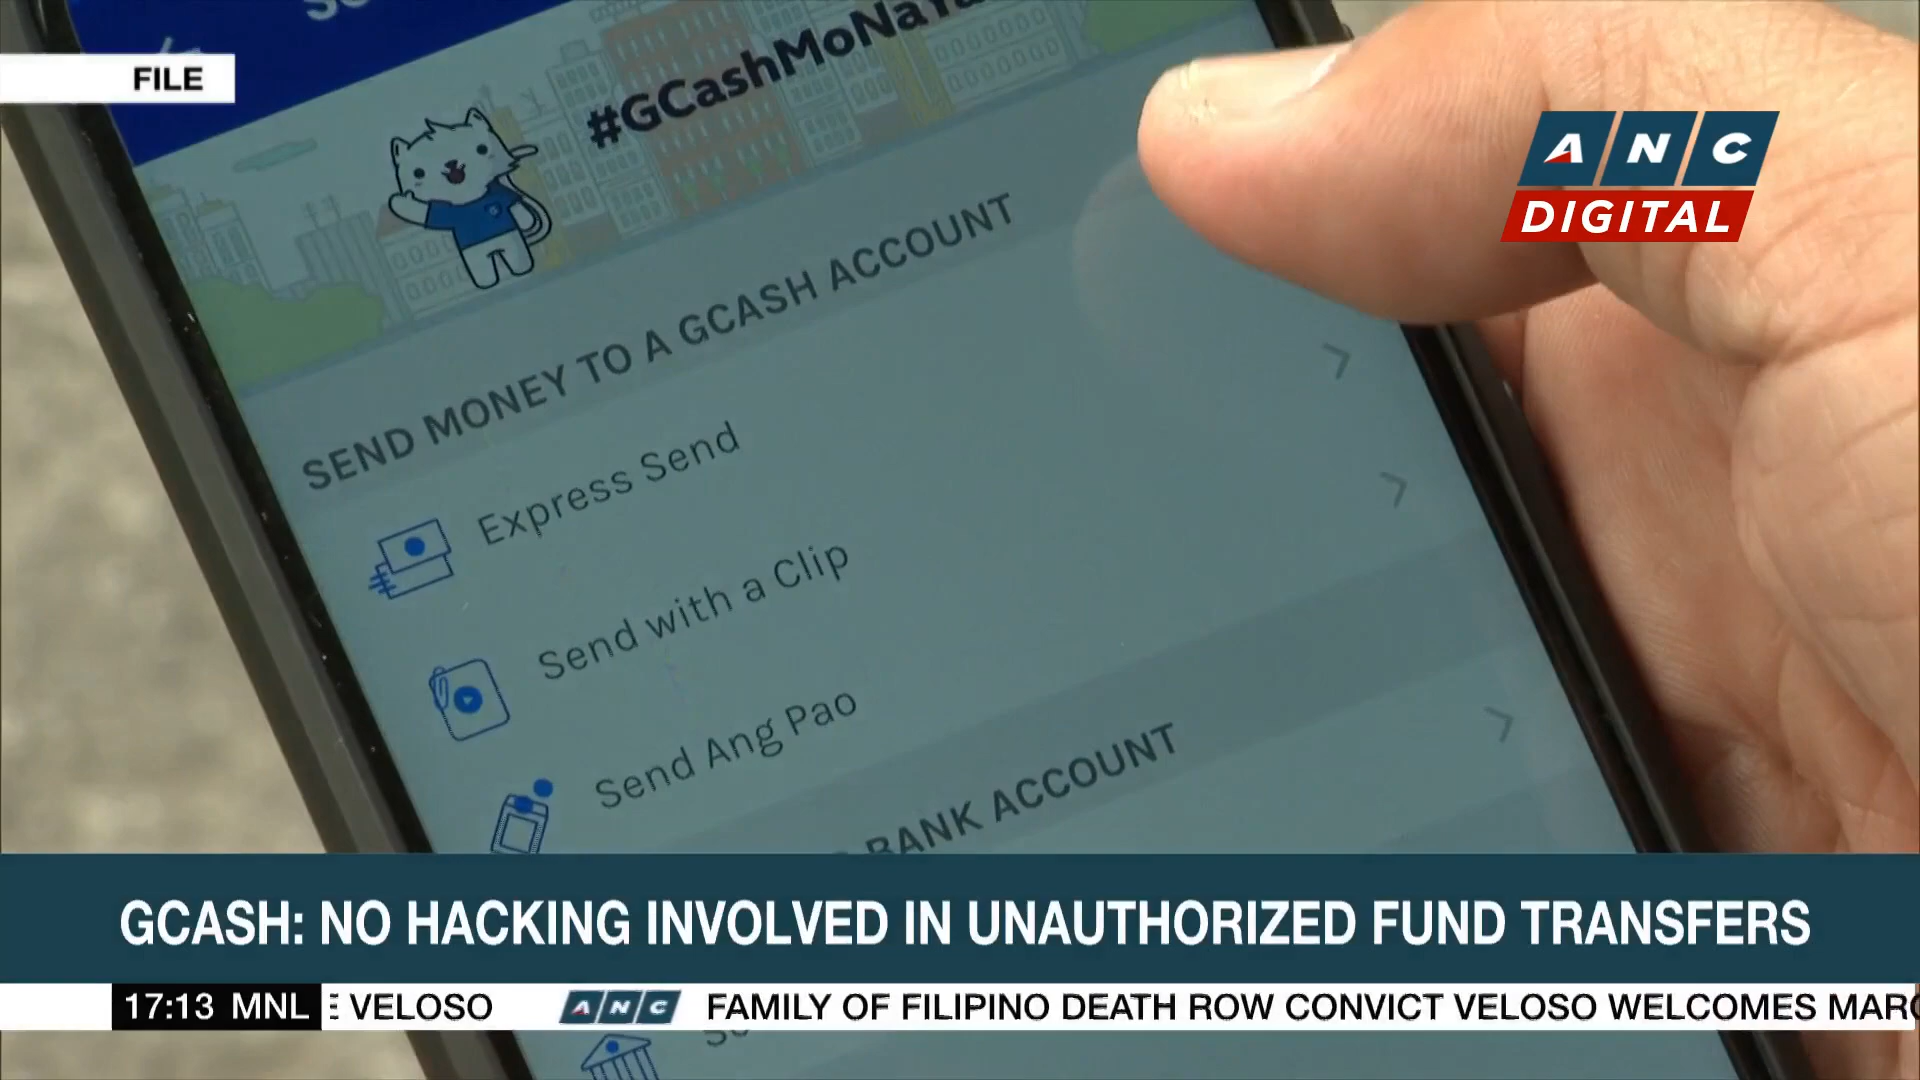 FILE
#GCashMoNa
ANC
DIGITAL
SEND MONEY TO A GCASH ACCOUNT
Express Send
Send with a Clip
Send Ang Pao
BANK ACCOUNT
GCASH: NO HACKING INVOLVED IN UNAUTHORIZED FUND TRANSFERS
17:13 MNL VELOSO ANC FAMILY OF FILIPINO DEATH ROW CONVICT VELOSO WELCOMES